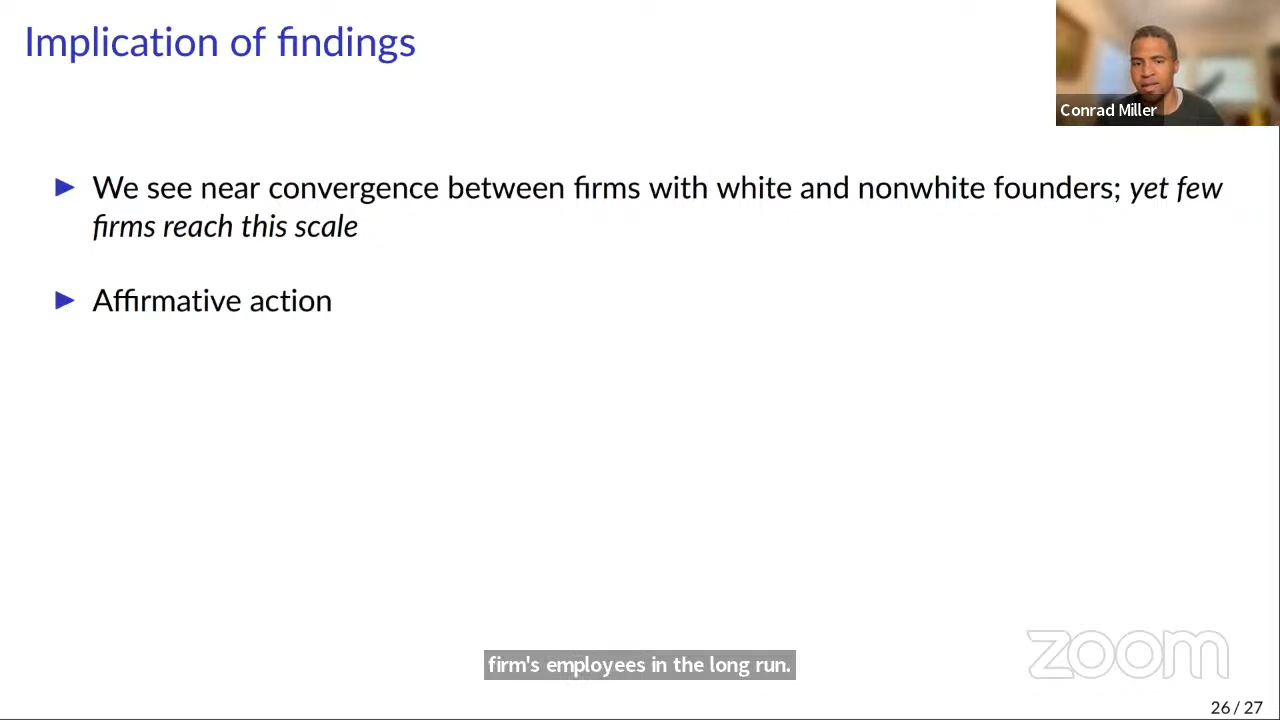 Implication of findings
Conrad Miller
► We see near convergence between firms with white and nonwhite founders; yet few
firms reach this scale
► Affirmative action
firm's employees in the long run.
zoom
26 / 27